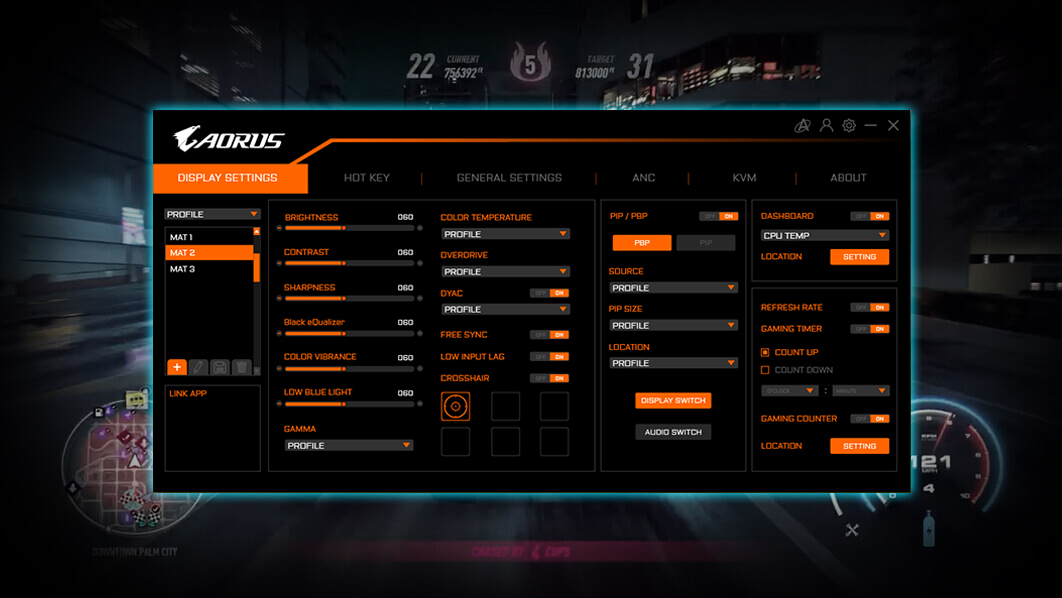 22 CURRENT 756392 5 TARGET 813000 31
AORUS
DISPLAY SETTINGS
HOT KEY
GENERAL SETTINGS
ANC
KVM
ABOUT
PROFILE
MAT 1
MAT 2
MAT 3
LINK APP
BRIGHTNESS 060
CONTRAST 060
SHARPNESS 060
Black eQualizer 060
COLOR VIBRANCE 060
LOW BLUE LIGHT 060
GAMMA
PROFILE
COLOR TEMPERATURE
PROFILE
OVERDRIVE
PROFILE
DYAC OFF ON
PROFILE
FREE SYNC OFF ON
LOW INPUT LAG OFF ON
CROSSHAIR OFF ON
PIP / PBP OFF ON
PBP PIP
SOURCE
PROFILE
PIP SIZE
PROFILE
LOCATION
PROFILE
DISPLAY SWITCH
AUDIO SWITCH
DASHBOARD OFF ON
CPU TEMP
LOCATION SETTING
REFRESH RATE OFF ON
GAMING TIMER OFF ON
COUNT UP
COUNT DOWN
O'CLOCK : MINUTE
GAMING COUNTER OFF ON
LOCATION SETTING
DOWNTOWN PALM CITY
CHASED BY 4 COPS
RPM
121
MPH
4